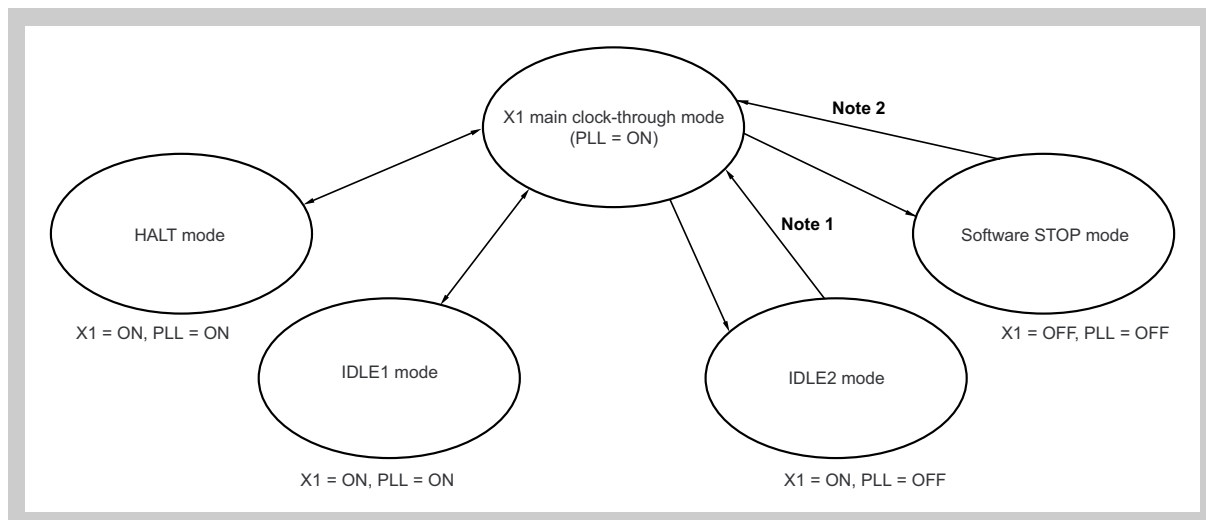 X1 main clock-through mode
(PLL = ON)
Note 2
HALT mode
Note 1
Software STOP mode
X1 = ON, PLL = ON
X1 = OFF, PLL = OFF
IDLE1 mode
IDLE2 mode
X1 = ON, PLL = ON
X1 = ON, PLL = OFF